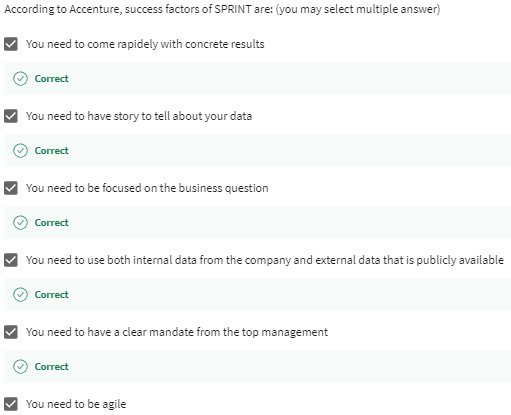 According to Accenture, success factors of SPRINT are: (you may select multiple answer)
You need to come rapidly with concrete results
Correct
You need to have story to tell about your data
Correct
You need to be focused on the business question
Correct
You need to use both internal data from the company and external data that is publicly available
Correct
You need to have a clear mandate from the top management
Correct
You need to be agile